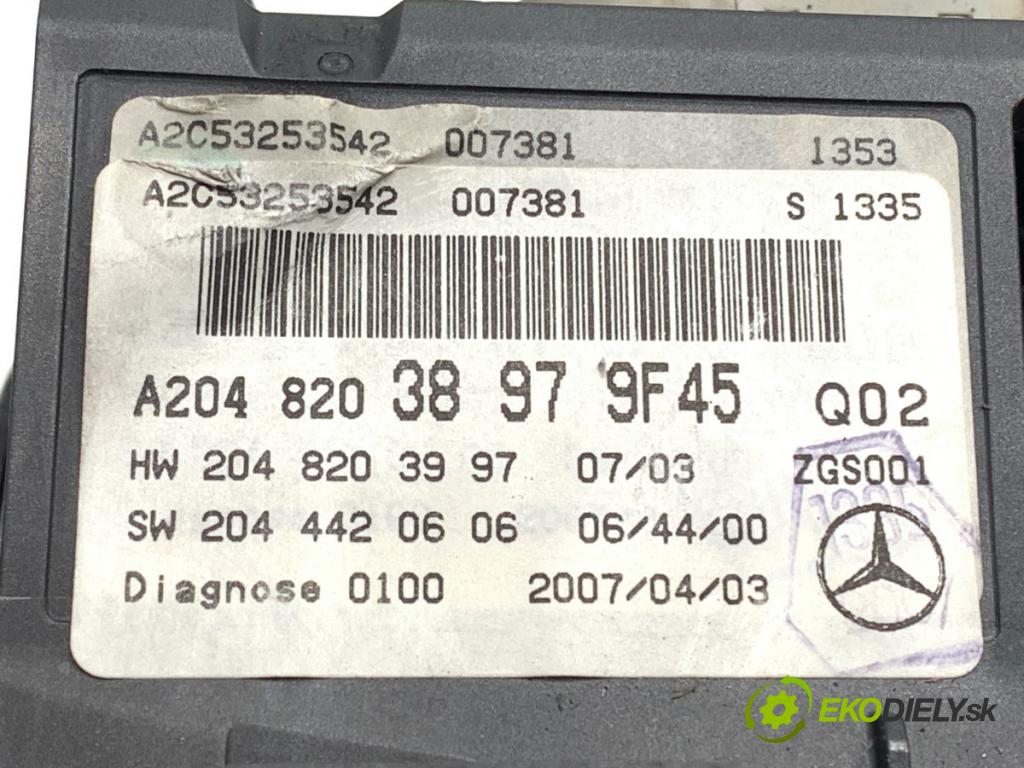 A2C53253542 007381 1353
A2C53253542 007381 S 1335
A204 820 38 97 9F45 Q02
HW 204 820 39 97 07/03 ZGS001
SW 204 442 06 06 06/44/00
Diagnose 0100 2007/04/03
EKODIELY.sk